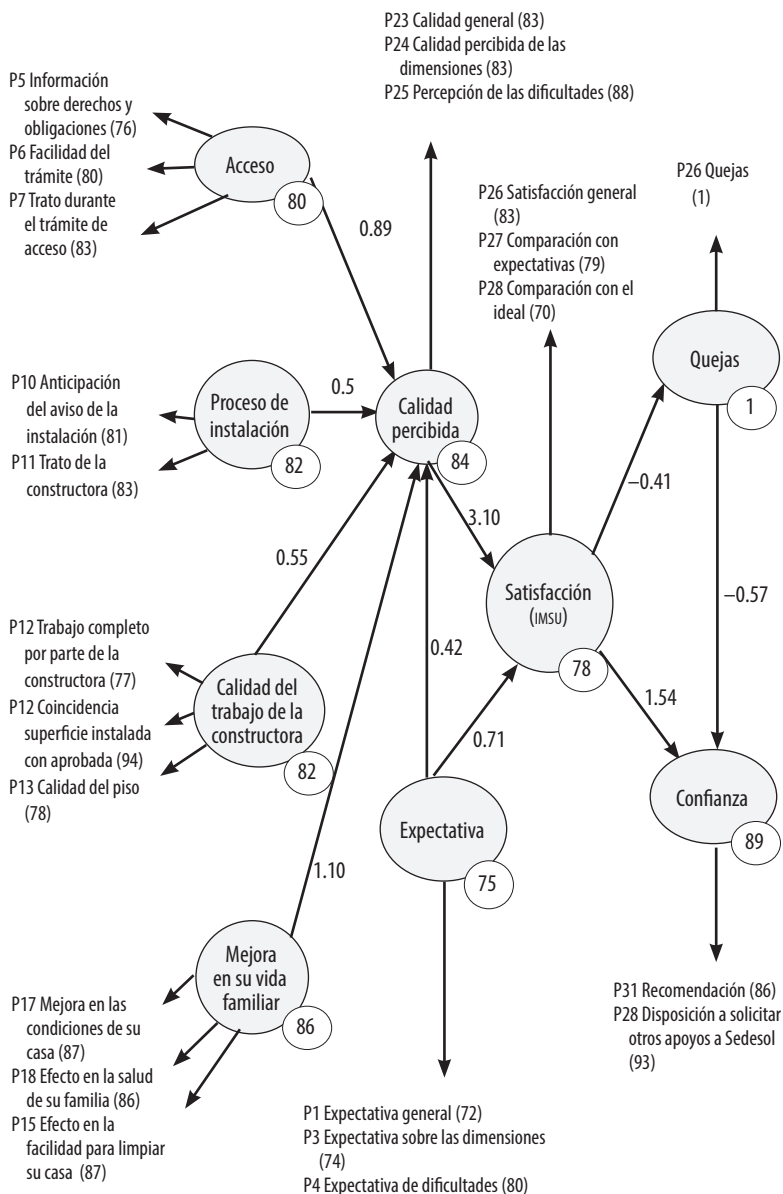 P23 Calidad general (83)
P24 Calidad percibida de las
dimensiones (83)
P25 Percepción de las dificultades (88)
P5 Información
sobre derechos y
obligaciones (76)
P6 Facilidad del
trámite (80)
P7 Trato durante
el trámite de
acceso (83)
Acceso
80
0.89
P26 Satisfacción general
(83)
P27 Comparación con
expectativas (79)
P28 Comparación con el
ideal (70)
P26 Quejas
(1)
Quejas
1
P10 Anticipación
del aviso de la
instalación (81)
P11 Trato de la
constructora (83)
Proceso de
instalación
82
0.5
Calidad
percibida
84
3.10
–0.41
0.55
Satisfacción
(IMSU)
78
–0.57
0.42
1.54
0.71
P12 Trabajo completo
por parte de la
constructora (77)
P12 Coincidencia
superficie instalada
con aprobada (94)
P13 Calidad del piso
(78)
Calidad del
trabajo de la
constructora
82
Expectativa
75
Confianza
89
1.10
Mejora
en su vida
familiar
86
P17 Mejora en las
condiciones de su
casa (87)
P18 Efecto en la salud
de su familia (86)
P15 Efecto en la
facilidad para limpiar
su casa (87)
P31 Recomendación (86)
P28 Disposición a solicitar
otros apoyos a Sedesol
(93)
P1 Expectativa general (72)
P3 Expectativa sobre las dimensiones
(74)
P4 Expectativa de dificultades (80)